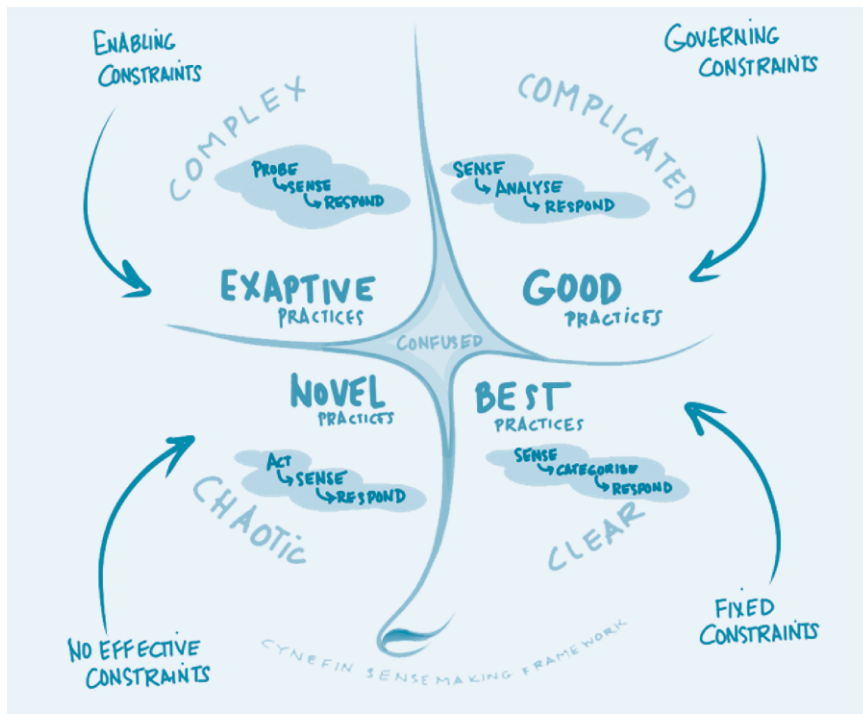 ENABLING
CONSTRAINTS
GOVERNING
CONSTRAINTS
COMPLEX
COMPLICATED
PROBE
SENSE
RESPOND
SENSE
ANALYSE
RESPOND
EXAPTIVE
PRACTICES
GOOD
PRACTICES
CONFUSED
NOVEL
PRACTICES
BEST
PRACTICES
ACT
SENSE
RESPOND
SENSE
CATEGORISE
RESPOND
CHAOTIC
CLEAR
NO EFFECTIVE
CONSTRAINTS
FIXED
CONSTRAINTS
CYNEFIN SENSEMAKING FRAMEWORK